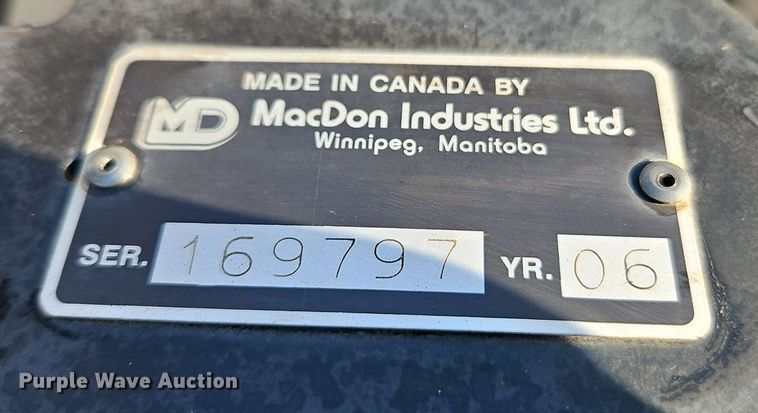 MADE IN CANADA BY
MD MacDon Industries Ltd.
Winnipeg, Manitoba
SER. 169797 YR. 06
Purple Wave Auction